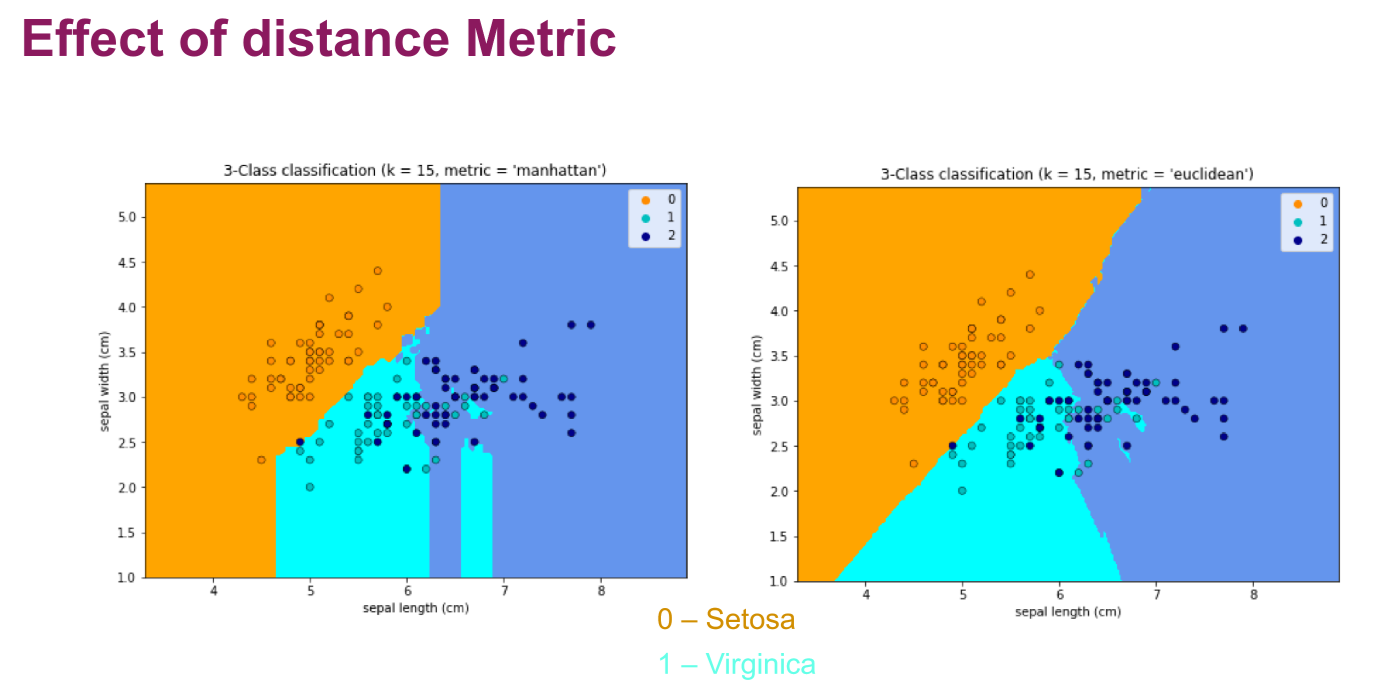 Effect of distance Metric
3-Class classification (k = 15, metric = 'manhattan')
0
1
2
5.0
4.5
4.0
3.5
3.0
2.5
2.0
1.5
1.0
sepal width (cm)
4 5 6 7 8
sepal length (cm)
3-Class classification (k = 15, metric = 'euclidean')
0
1
2
5.0
4.5
4.0
3.5
3.0
2.5
2.0
1.5
1.0
sepal width (cm)
4 5 6 7 8
sepal length (cm)
0 – Setosa
1 – Virginica